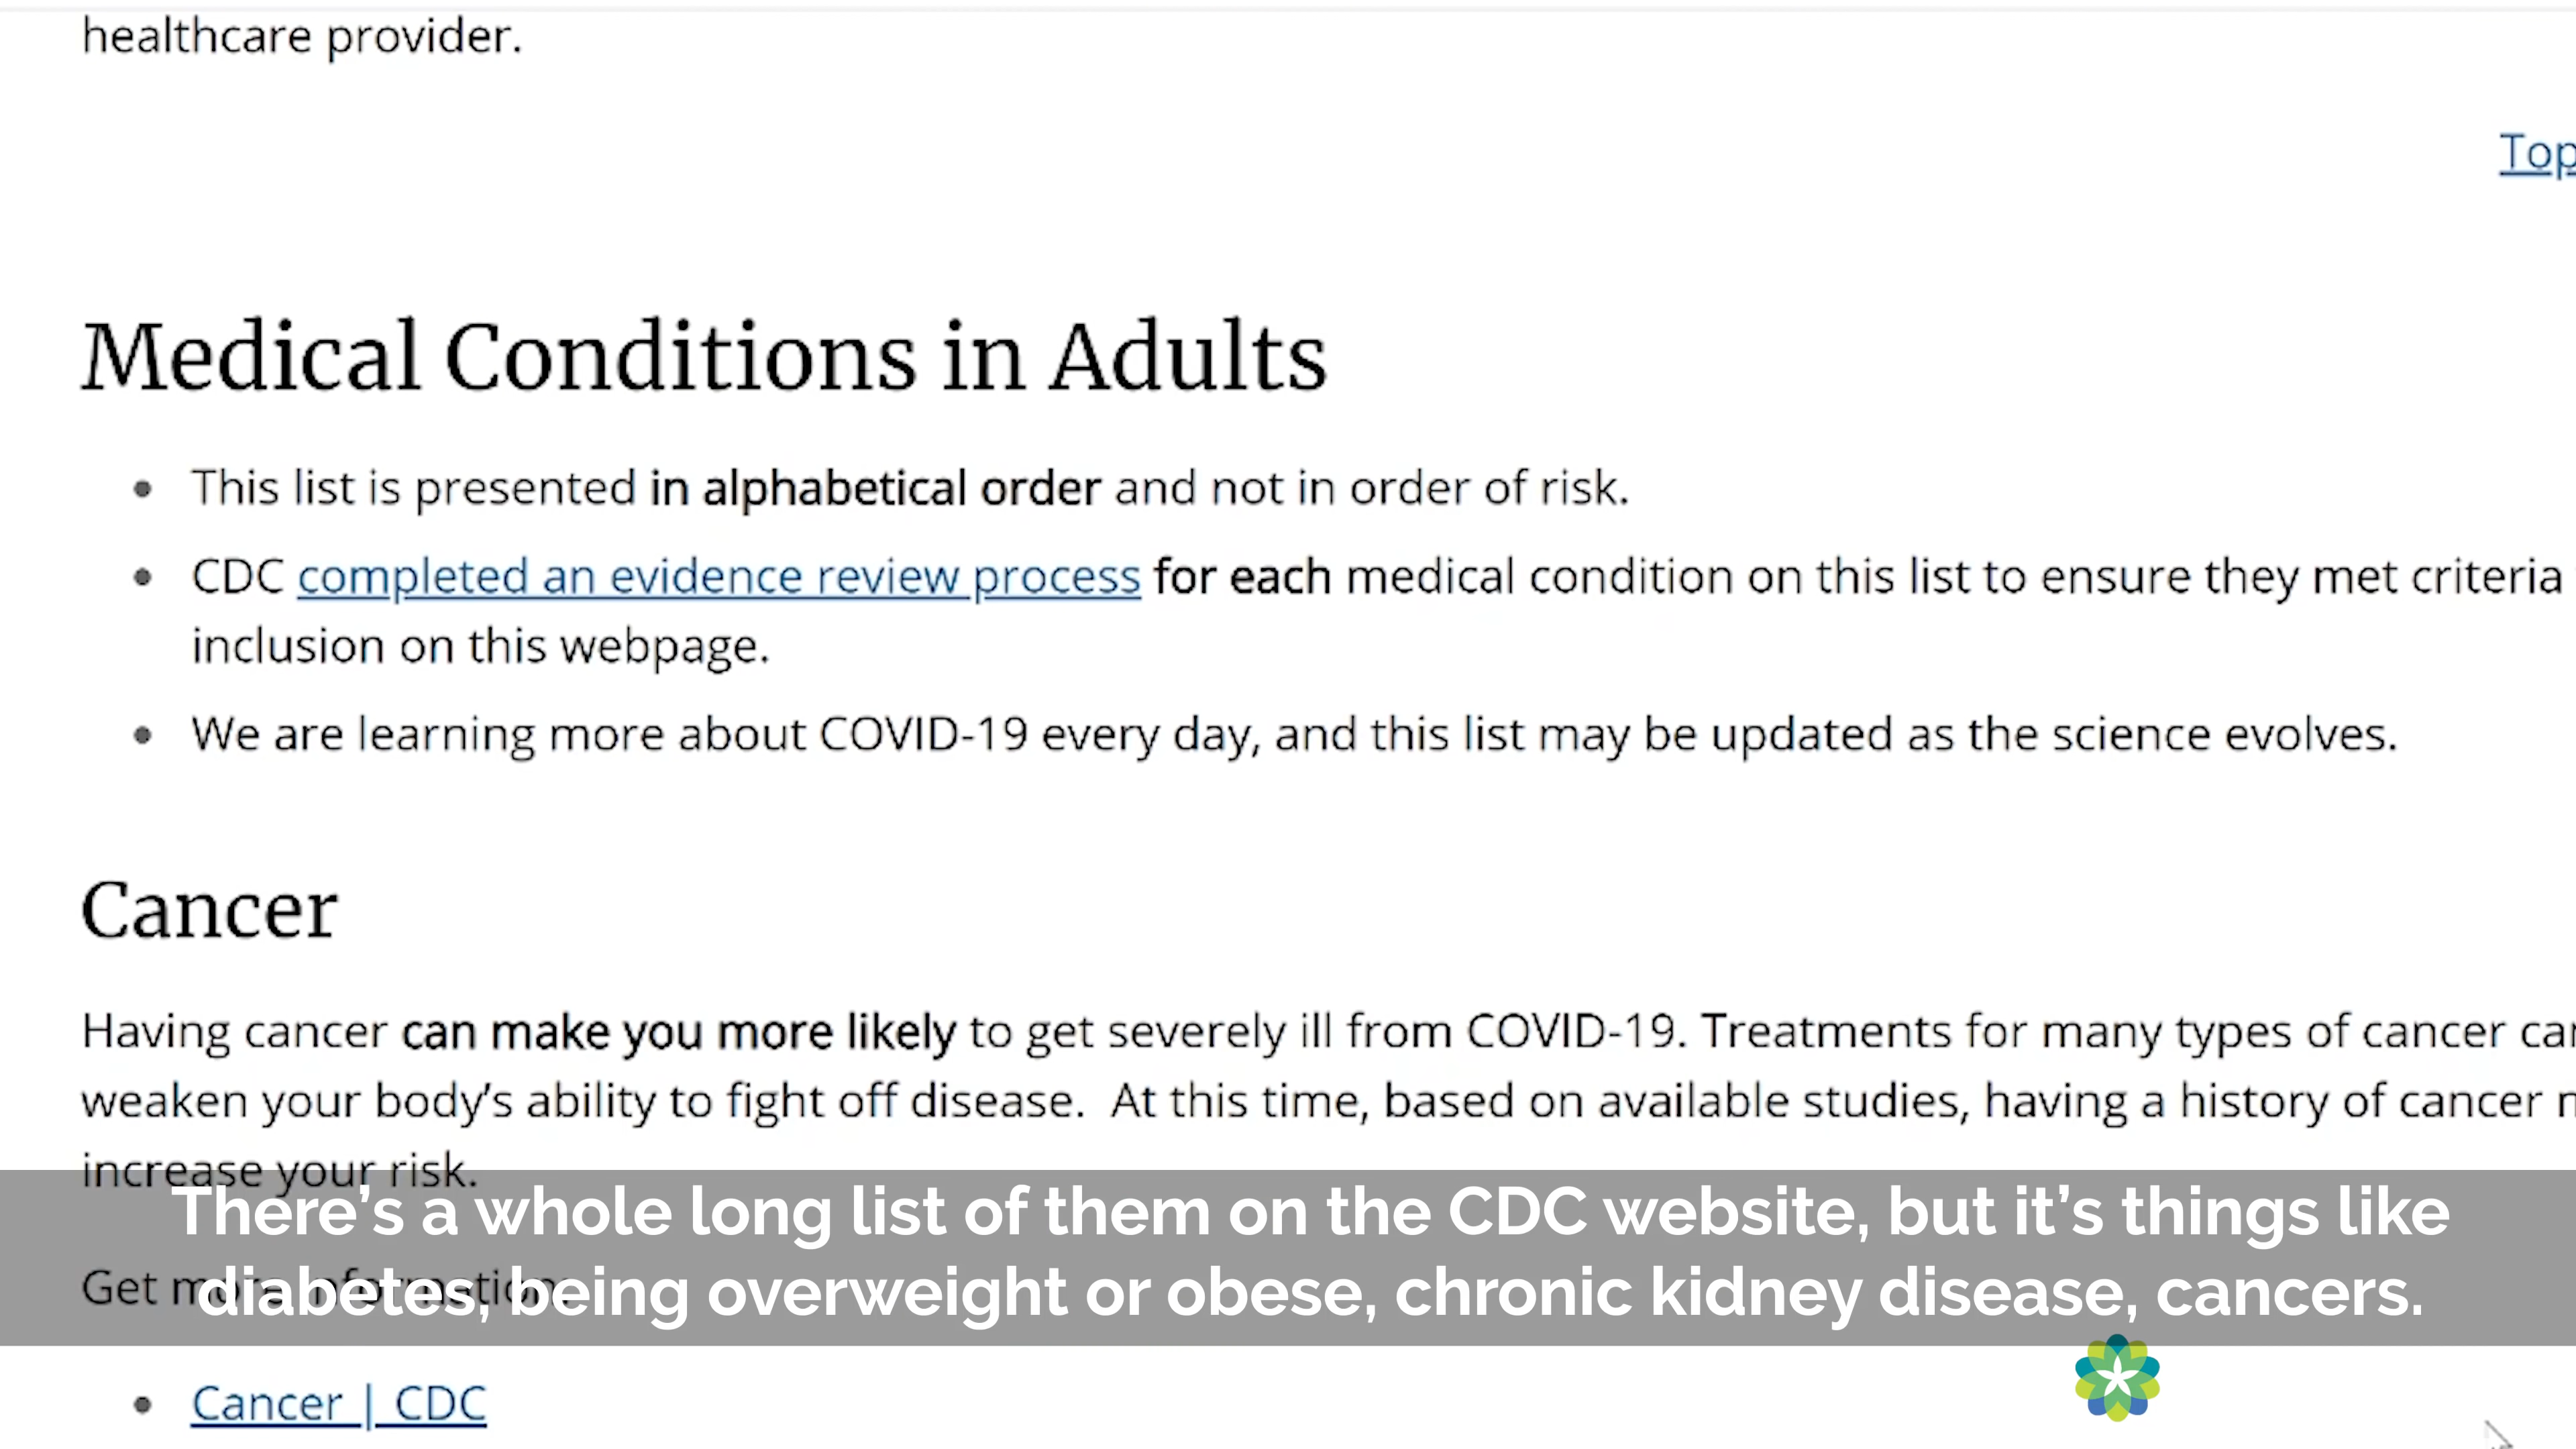 healthcare provider.
Top
Medical Conditions in Adults
• This list is presented in alphabetical order and not in order of risk.
• CDC completed an evidence review process for each medical condition on this list to ensure they met criteria
inclusion on this webpage.
• We are learning more about COVID-19 every day, and this list may be updated as the science evolves.
Cancer
Having cancer can make you more likely to get severely ill from COVID-19. Treatments for many types of cancer
weaken your body's ability to fight off disease. At this time, based on available studies, having a history of cancer
increase your risk.
There's a whole long list of them on the CDC website, but it's things like
Get more information:
diabetes, being overweight or obese, chronic kidney disease, cancers.
• Cancer | CDC